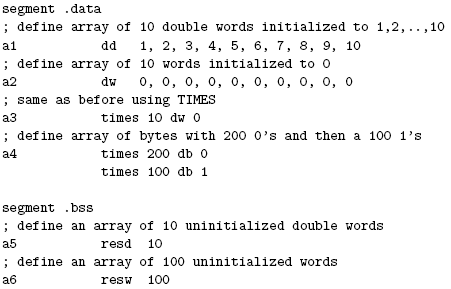 segment .data
; define array of 10 double words initialized to 1,2,..,10
a1 dd 1, 2, 3, 4, 5, 6, 7, 8, 9, 10
; define array of 10 words initialized to 0
a2 dw 0, 0, 0, 0, 0, 0, 0, 0, 0, 0
; same as before using TIMES
a3 times 10 dw 0
; define array of bytes with 200 0's and then a 100 1's
a4 times 200 db 0
times 100 db 1
segment .bss
; define an array of 10 uninitialized double words
a5 resd 10
; define an array of 100 uninitialized words
a6 resw 100